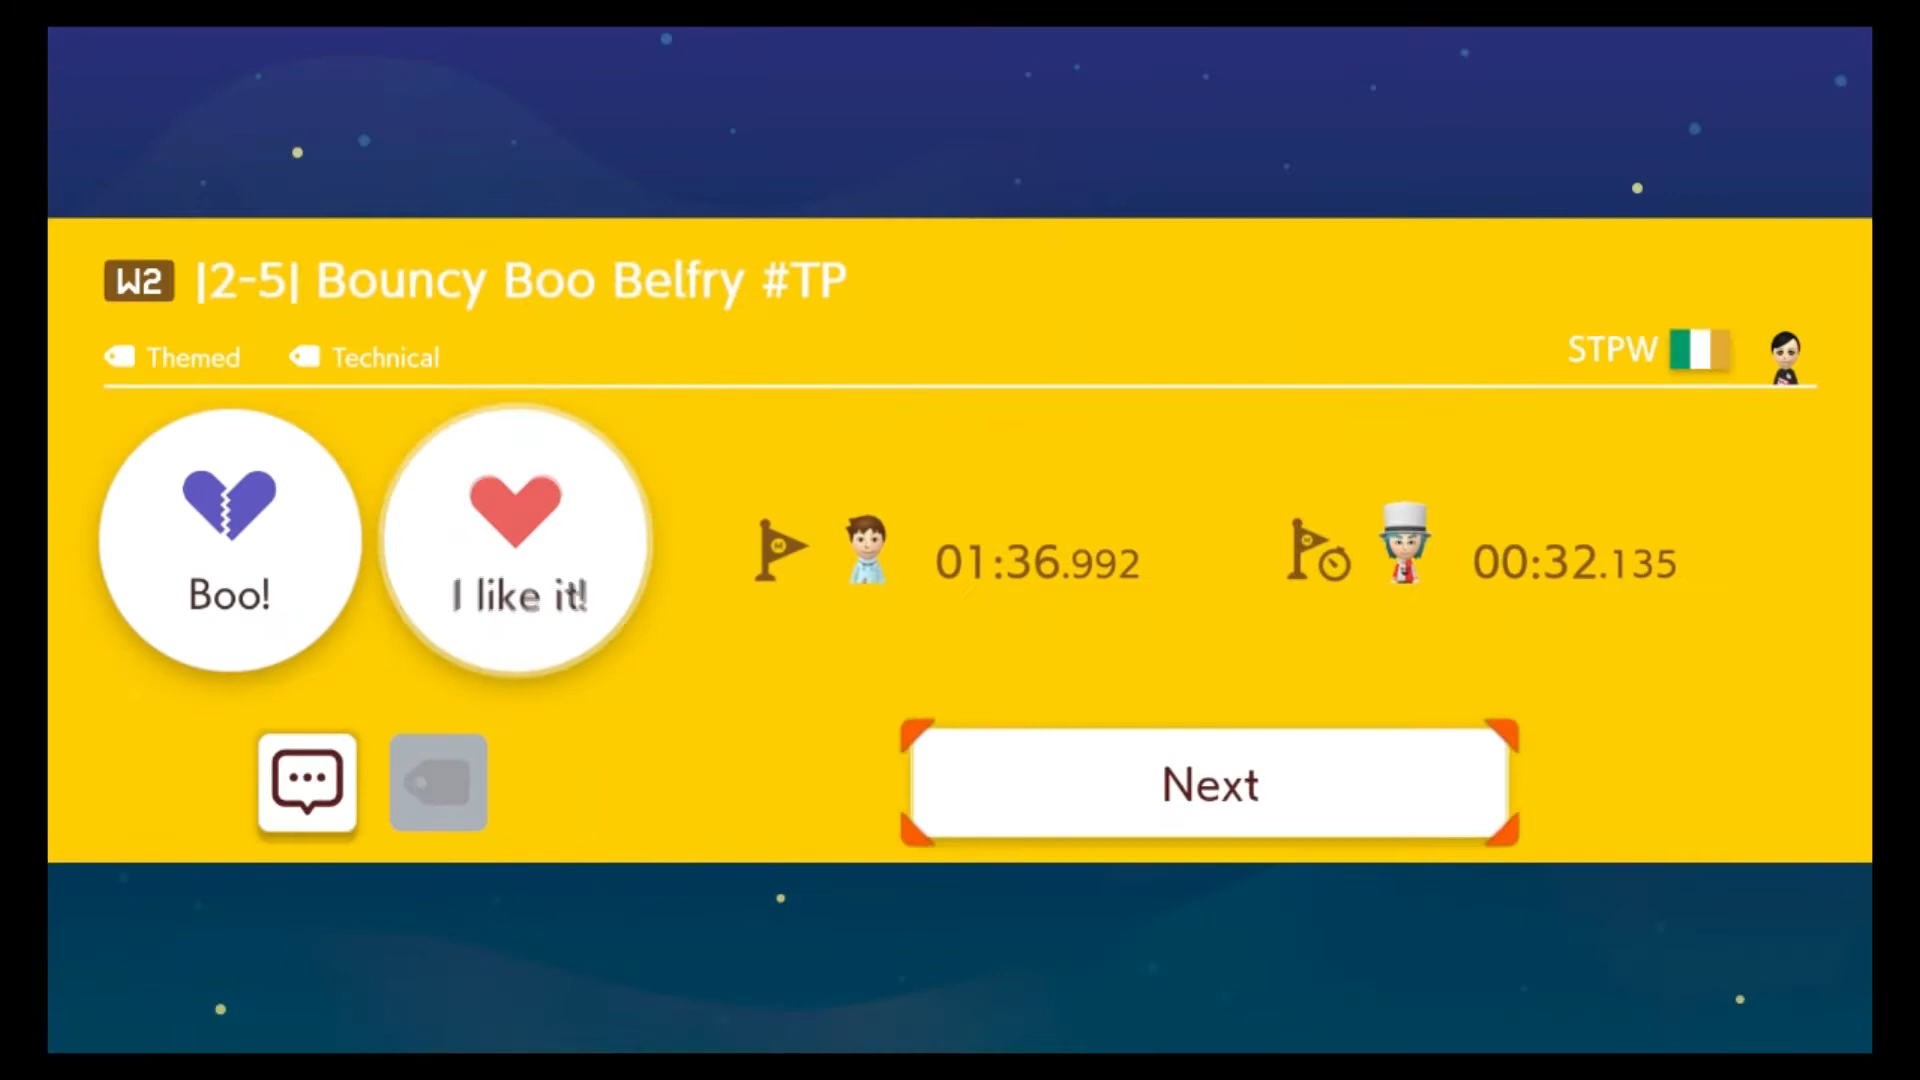 W2 |2-5| Bouncy Boo Belfry #TP
Themed Technical
STPW
Boo!
I like it!
01:36.992
00:32.135
Next